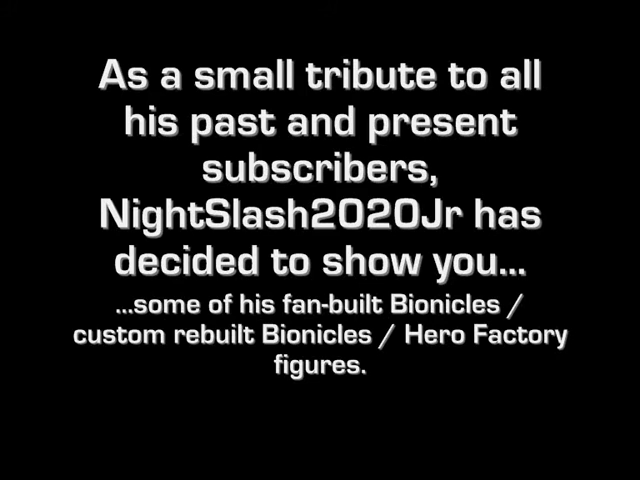 As a small tribute to all
his past and present
subscribers,
NightSlash2020Jr has
decided to show you...
...some of his fan-built Bionicles /
custom rebuilt Bionicles / Hero Factory
figures.